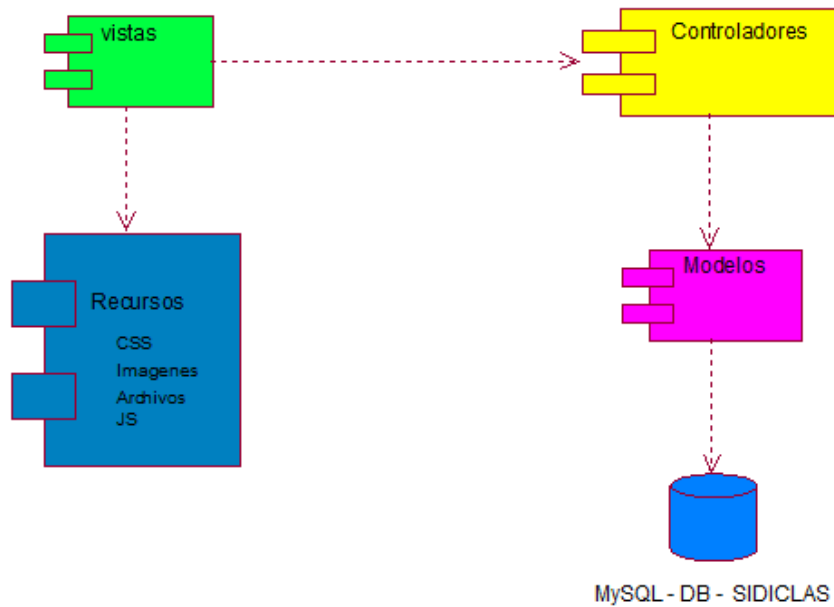 vistas
Controladores
Recursos
CSS
Imagenes
Archivos
JS
Modelos
MySQL - DB - SIDICLAS